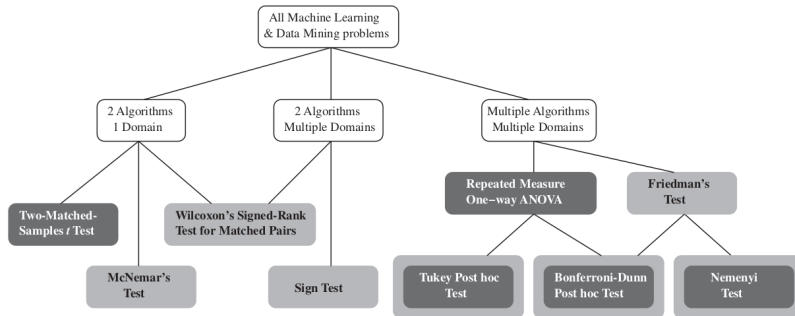 All Machine Learning
& Data Mining problems
2 Algorithms
1 Domain
2 Algorithms
Multiple Domains
Multiple Algorithms
Multiple Domains
Repeated Measure
One−way ANOVA
Friedman's
Test
Two-Matched-
Samples t Test
Wilcoxon's Signed-Rank
Test for Matched Pairs
McNemar's
Test
Sign Test
Tukey Post hoc
Test
Bonferroni-Dunn
Post hoc Test
Nemenyi
Test